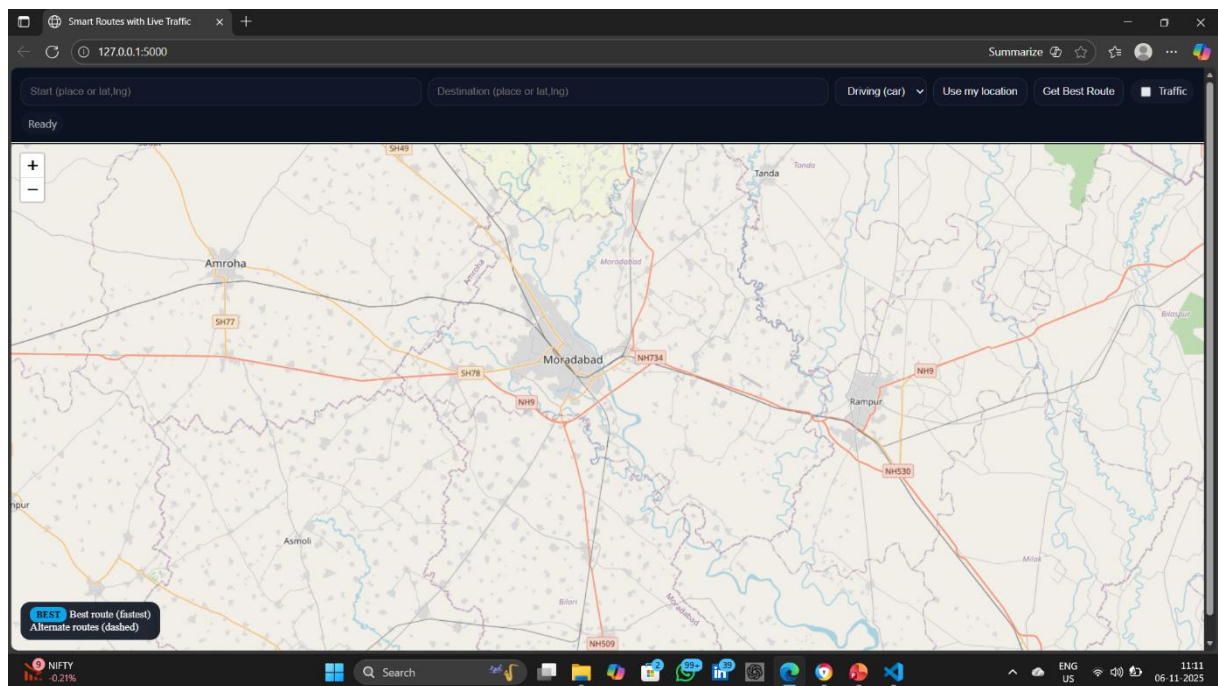 Smart Routes with Live Traffic
127.0.0.1:5000
Summarize
Start (place or lat,lng)
Destination (place or lat,lng)
Driving (car)
Use my location
Get Best Route
Traffic
Ready
+
−
SH49
Tanda
Tanda
Amroha
Amroha
Moradabad
Bilaspur
SH77
Moradabad
NH734
SH78
NH9
NH9
Rampur
NH530
npur
Asmoli
Milak
Bilari
Moradabad
NH509
BEST Best route (fastest)
Alternate routes (dashed)
9
NIFTY
-0.21%
Search
2
99+
39
ENG
US
11:11
06-11-2025